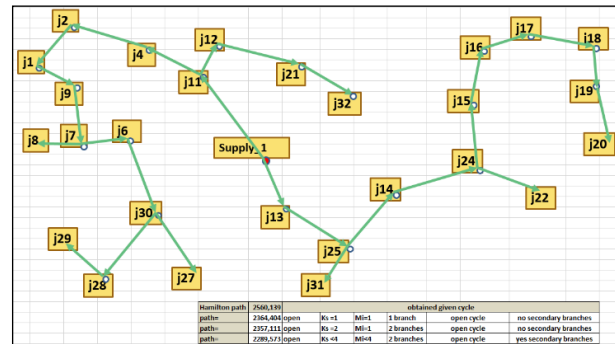 j2
j17
j18
j12
j16
j4
j1
j11
j21
j9
j19
j32
j15
j8
j7
j6
j20
Supply_1
j24
j14
j22
j30
j13
j29
j25
j27
j28
j31
Hamilton path 2560,139 obtained given cycle
path= 2364,404 open Ks =1 Mi=1 1 branch open cycle no secondary branches
path= 2357,111 open Ks =2 Mi=1 2 branches open cycle no secondary branches
path= 2289,573 open Ks <4 Mi<4 2 branches open cycle yes secondary branches